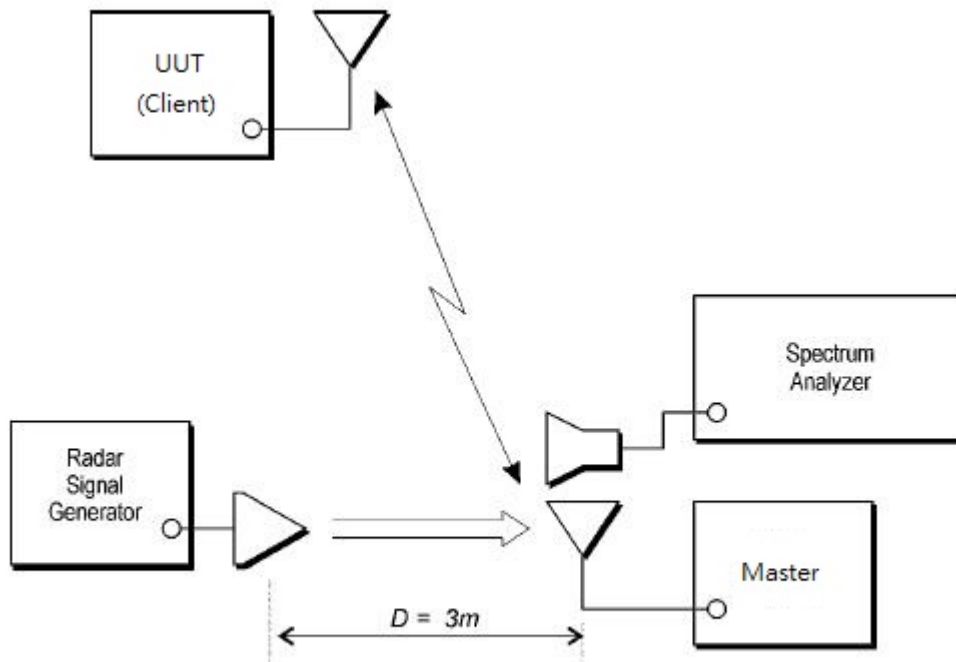 UUT
(Client)
Spectrum
Analyzer
Radar
Signal
Generator
Master
D = 3m